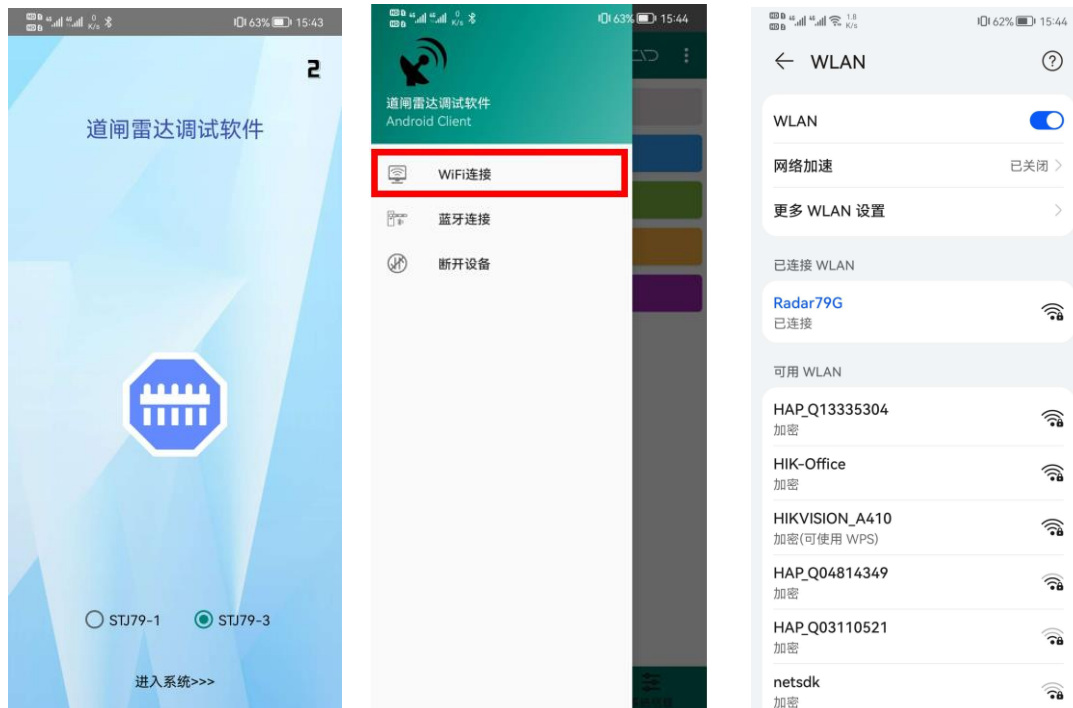 0
K/s
63%
15:43
2
道闸雷达调试软件
STJ79-1
STJ79-3
进入系统>>>
0
K/s
63%
15:44
道闸雷达调试软件
Android Client
WiFi连接
蓝牙连接
断开设备
1.8
K/s
62%
15:44
WLAN
WLAN
网络加速
已关闭
更多 WLAN 设置
已连接 WLAN
Radar79G
已连接
可用 WLAN
HAP_Q13335304
加密
HIK-Office
加密
HIKVISION_A410
加密(可使用 WPS)
HAP_Q04814349
加密
HAP_Q03110521
加密
netsdk
加密